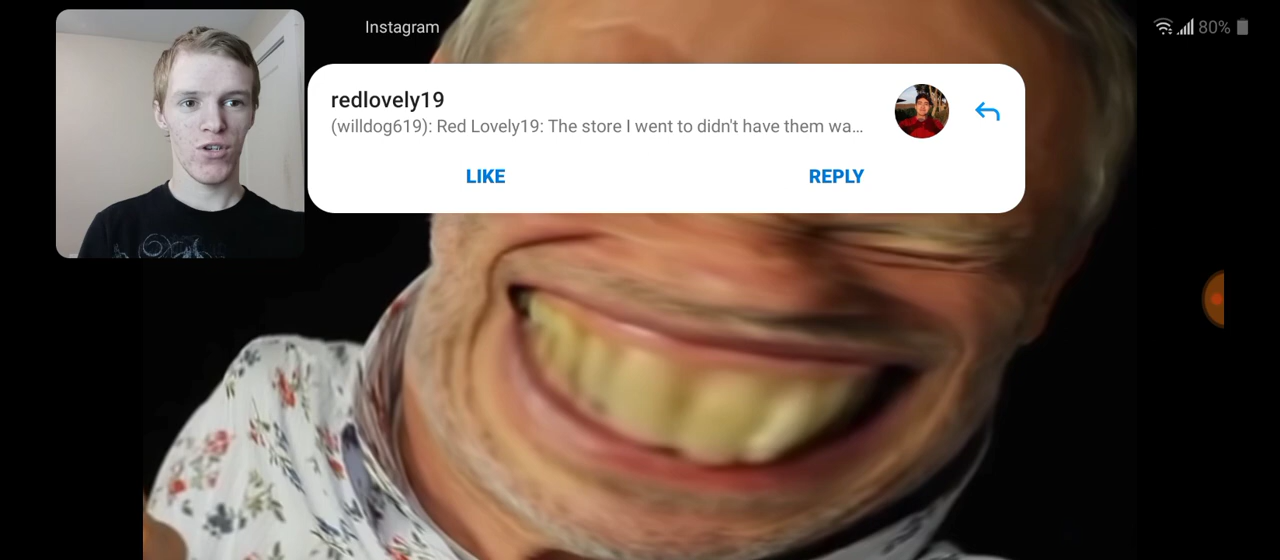 Instagram
80%
redlovely19
(willdog619): Red Lovely19: The store I went to didn't have them wa...
LIKE
REPLY